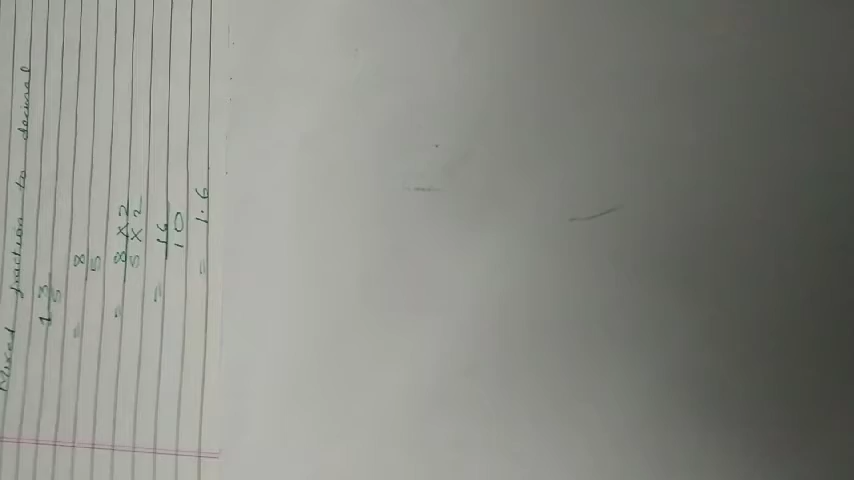 Mixed fraction to decimal
1 3/5
= 8/5
= 8 × 2 / 5 × 2
= 16/10
= 1.6